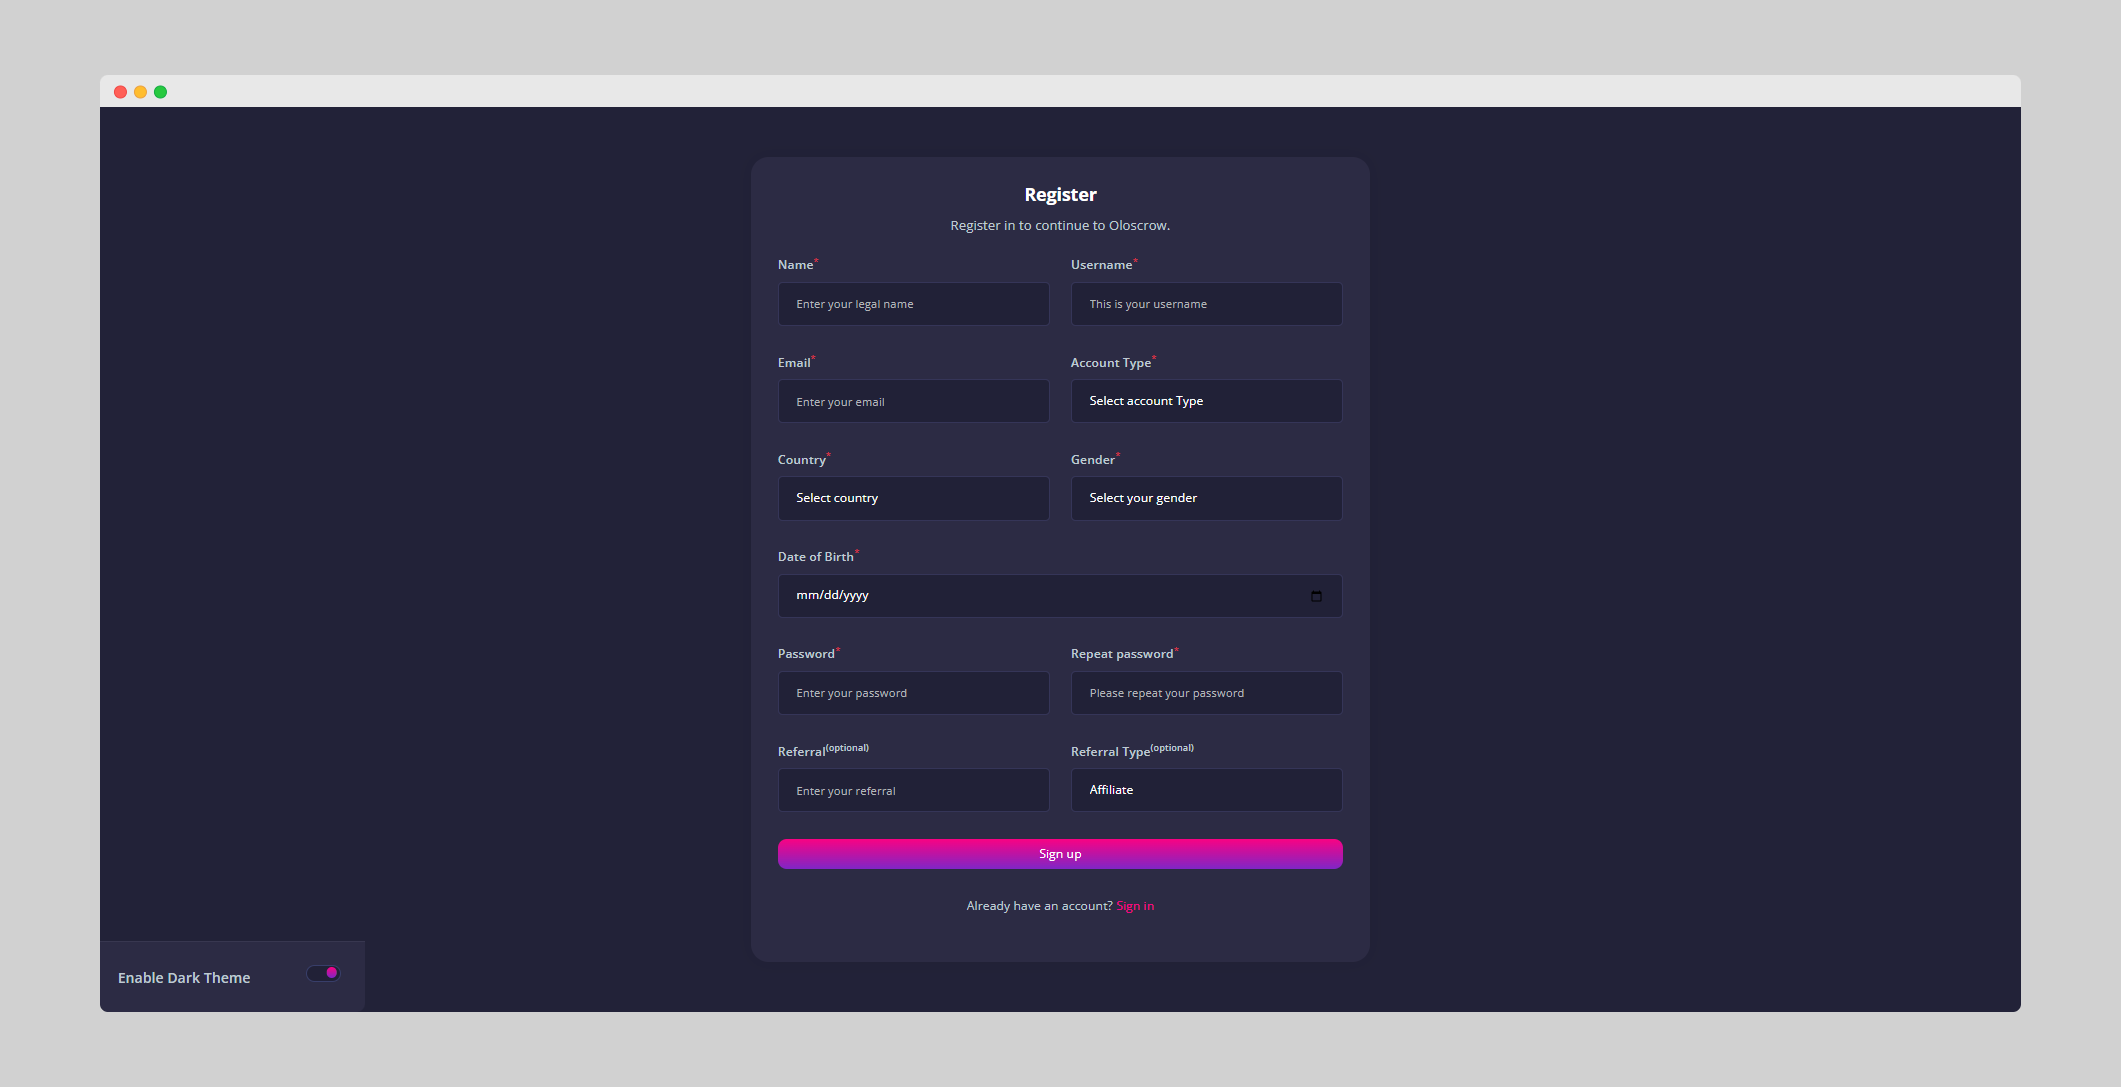 Register
Register in to continue to Oloscrow.
Name* Username*
Enter your legal name This is your username
Email* Account Type*
Enter your email Select account Type
Country* Gender*
Select country Select your gender
Date of Birth*
mm/dd/yyyy
Password* Repeat password*
Enter your password Please repeat your password
Referral(optional) Referral Type(optional)
Enter your referral Affiliate
Sign up
Already have an account? Sign in
Enable Dark Theme